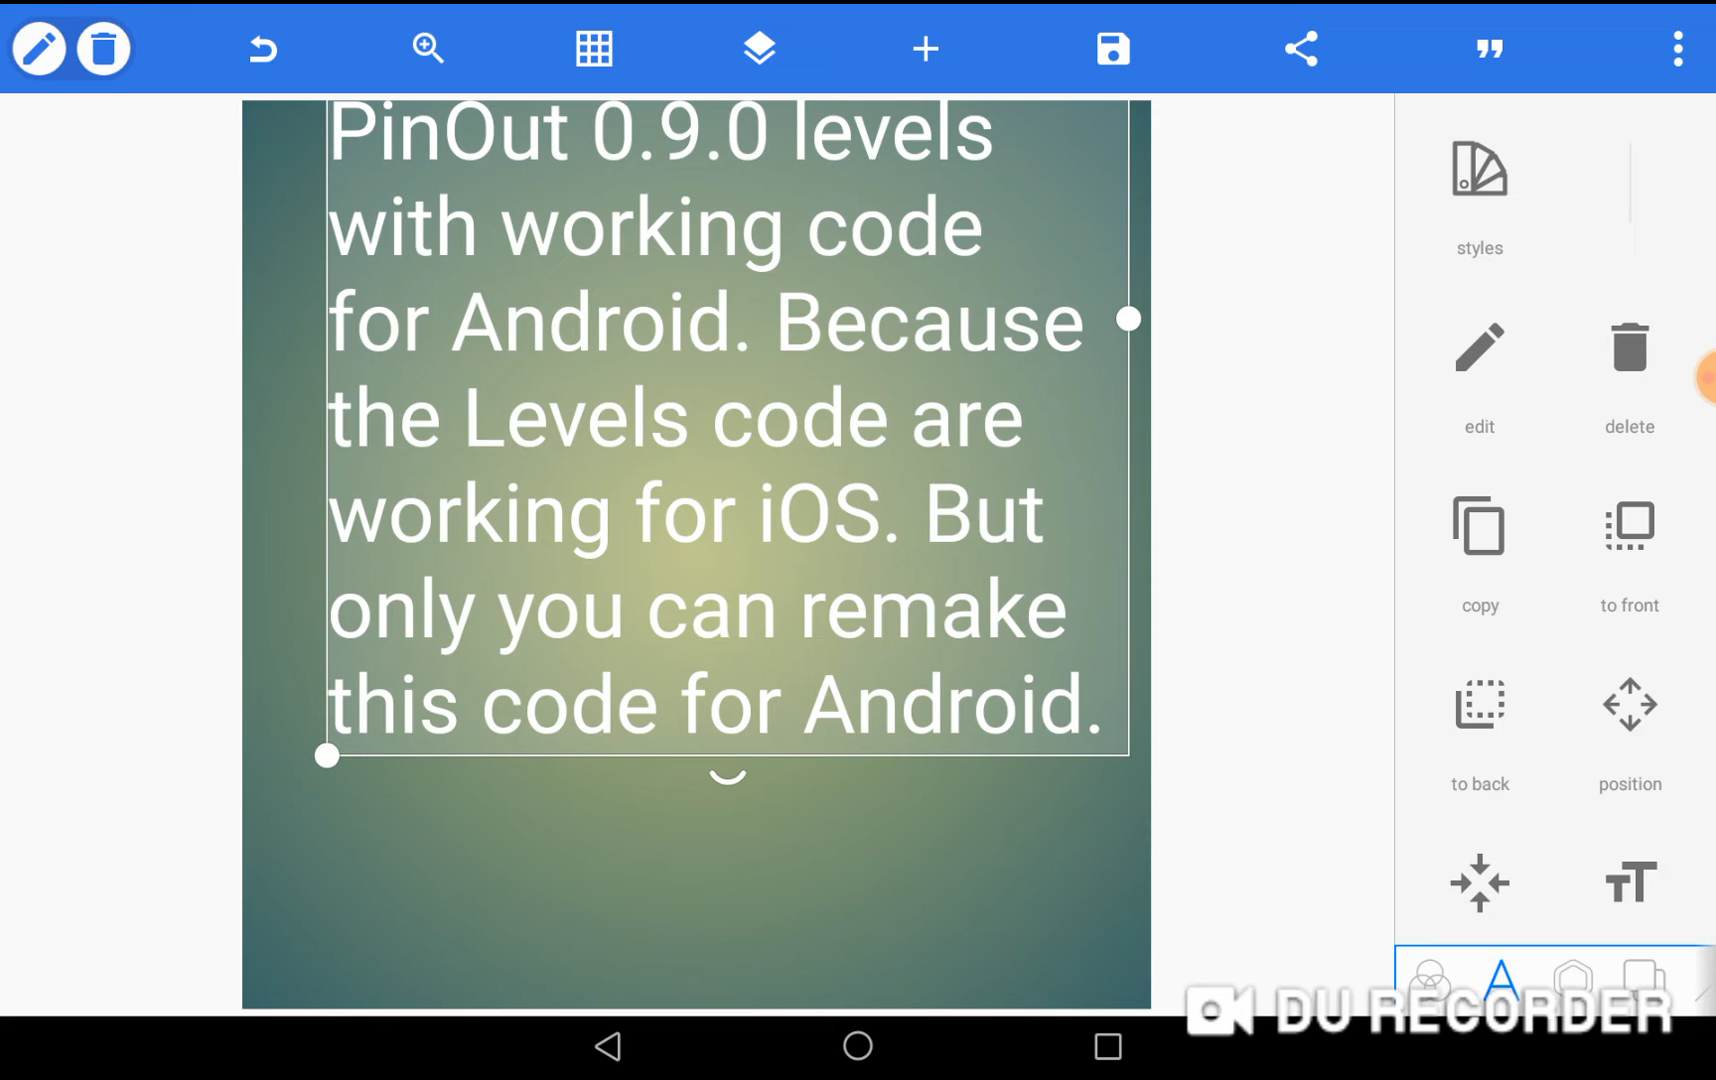 PinOut 0.9.0 levels
with working code
for Android. Because
the Levels code are
working for iOS. But
only you can remake
this code for Android.
styles
edit
delete
copy
to front
to back
position
DU RECORDER